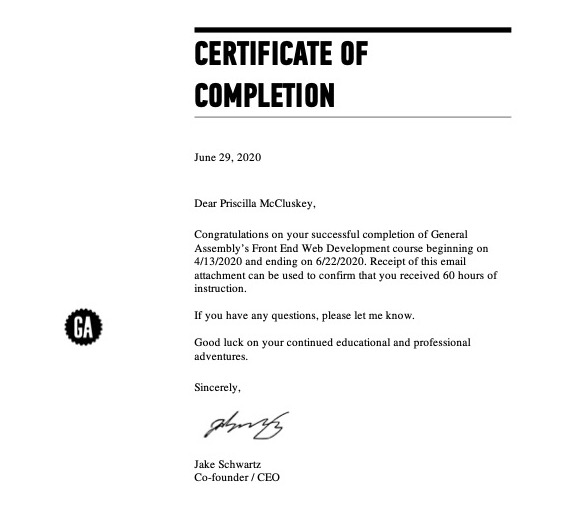 CERTIFICATE OF
COMPLETION
June 29, 2020
Dear Priscilla McCluskey,
Congratulations on your successful completion of General
Assembly's Front End Web Development course beginning on
4/13/2020 and ending on 6/22/2020. Receipt of this email
attachment can be used to confirm that you received 60 hours of
instruction.
If you have any questions, please let me know.
GA
Good luck on your continued educational and professional
adventures.
Sincerely,
Jake Schwartz
Co-founder / CEO